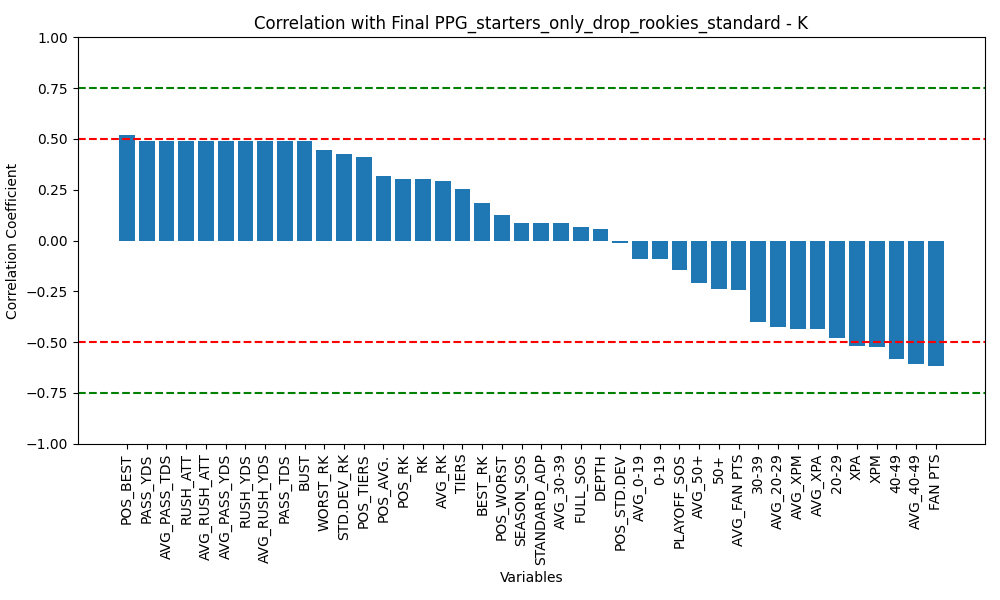 Correlation with Final PPG_starters_only_drop_rookies_standard - K
Correlation Coefficient
1.00
0.75
0.50
0.25
0.00
−0.25
−0.50
−0.75
−1.00
POS_BEST
PASS_YDS
AVG_PASS_TDS
RUSH_ATT
AVG_RUSH_ATT
AVG_PASS_YDS
RUSH_YDS
AVG_RUSH_YDS
PASS_TDS
BUST
WORST_RK
STD.DEV_RK
POS_TIERS
POS_AVG.
POS_RK
RK
AVG_RK
TIERS
BEST_RK
POS_WORST
SEASON_SOS
STANDARD_ADP
AVG_30-39
FULL_SOS
DEPTH
POS_STD.DEV
AVG_0-19
0-19
PLAYOFF_SOS
AVG_50+
50+
AVG_FAN PTS
30-39
AVG_20-29
AVG_XPM
AVG_XPA
20-29
XPA
XPM
40-49
AVG_40-49
FAN PTS
Variables